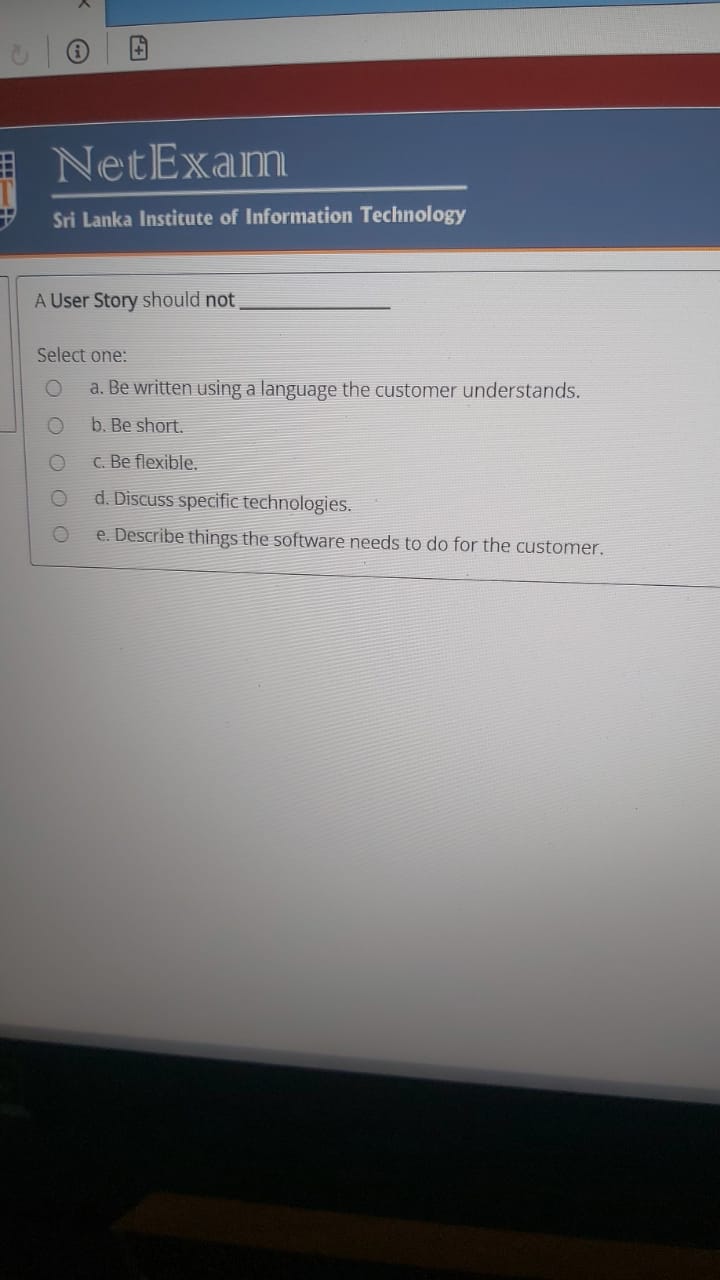 NetExam
Sri Lanka Institute of Information Technology
A User Story should not ____________
Select one:
a. Be written using a language the customer understands.
b. Be short.
c. Be flexible.
d. Discuss specific technologies.
e. Describe things the software needs to do for the customer.